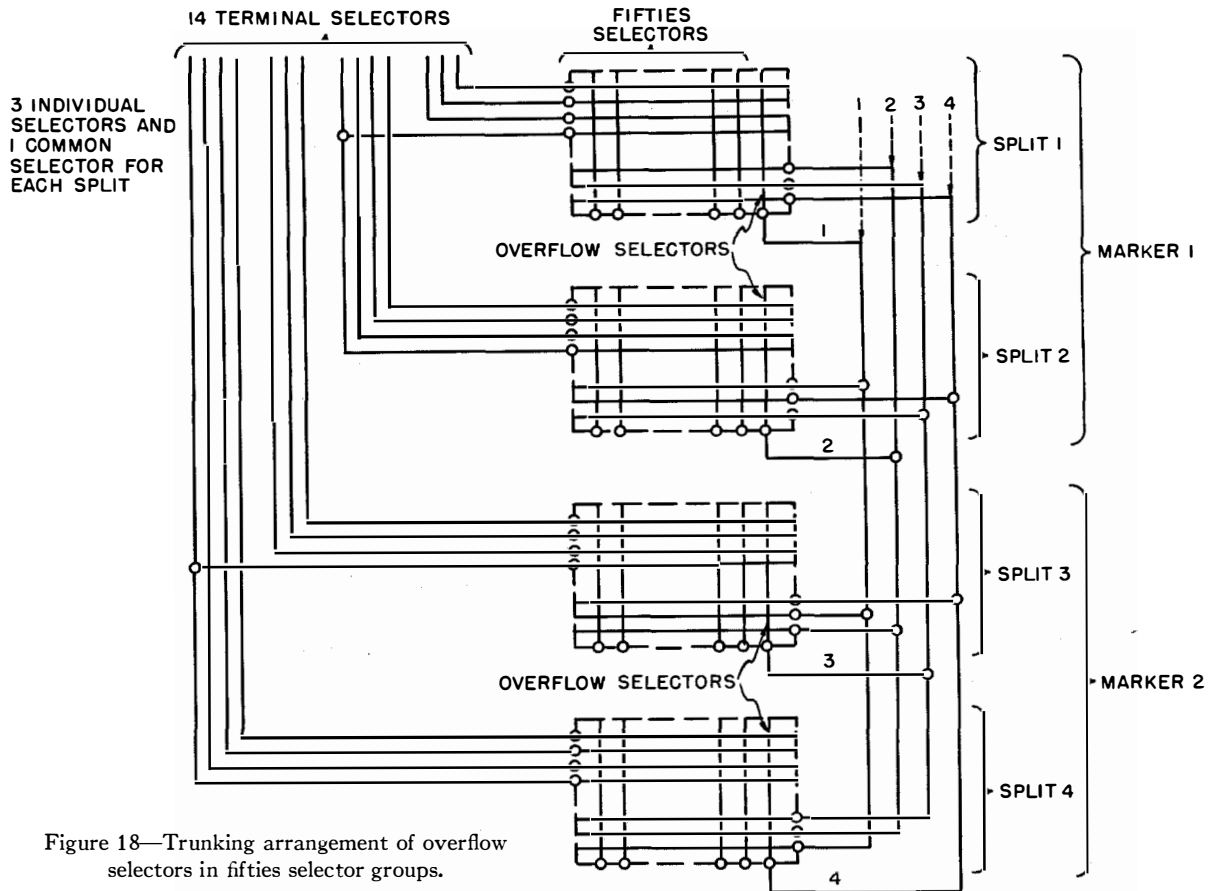 14 TERMINAL SELECTORS
FIFTIES
SELECTORS
3 INDIVIDUAL
SELECTORS AND
1 COMMON
SELECTOR FOR
EACH SPLIT
1
2
3
4
SPLIT 1
1
OVERFLOW SELECTORS
MARKER 1
SPLIT 2
2
SPLIT 3
3
OVERFLOW SELECTORS
MARKER 2
SPLIT 4
4
Figure 18—Trunking arrangement of overflow
selectors in fifties selector groups.